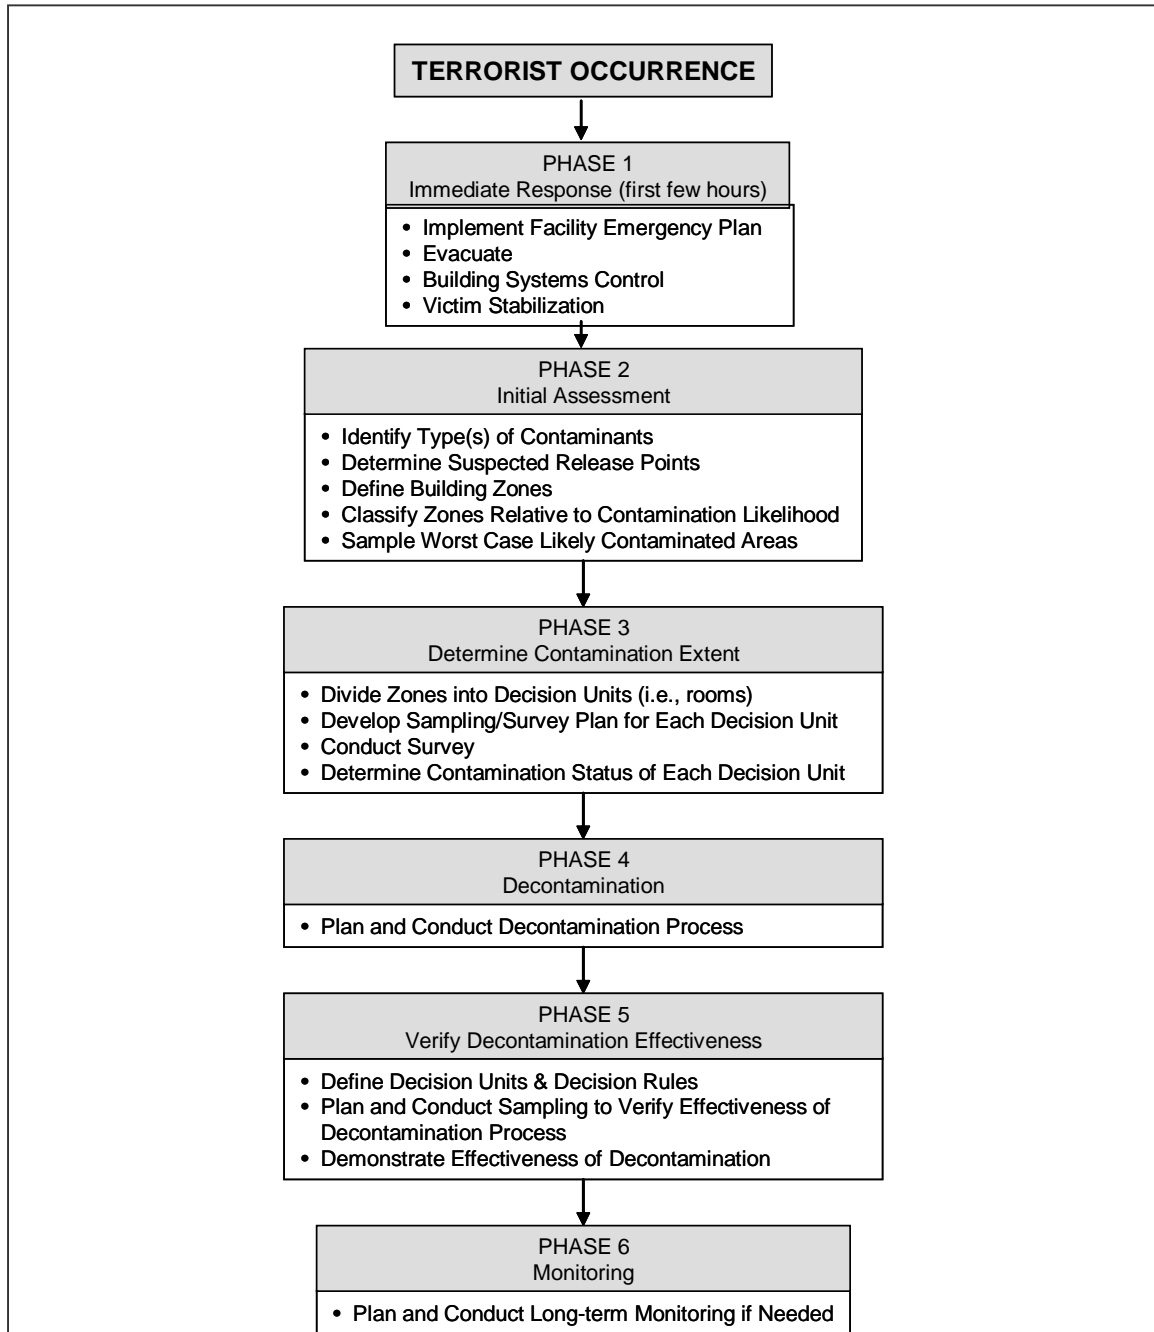 TERRORIST OCCURRENCE
PHASE 1
Immediate Response (first few hours)
• Implement Facility Emergency Plan
• Evacuate
• Building Systems Control
• Victim Stabilization
PHASE 2
Initial Assessment
• Identify Type(s) of Contaminants
• Determine Suspected Release Points
• Define Building Zones
• Classify Zones Relative to Contamination Likelihood
• Sample Worst Case Likely Contaminated Areas
PHASE 3
Determine Contamination Extent
• Divide Zones into Decision Units (i.e., rooms)
• Develop Sampling/Survey Plan for Each Decision Unit
• Conduct Survey
• Determine Contamination Status of Each Decision Unit
PHASE 4
Decontamination
• Plan and Conduct Decontamination Process
PHASE 5
Verify Decontamination Effectiveness
• Define Decision Units & Decision Rules
• Plan and Conduct Sampling to Verify Effectiveness of
Decontamination Process
• Demonstrate Effectiveness of Decontamination
PHASE 6
Monitoring
• Plan and Conduct Long-term Monitoring if Needed